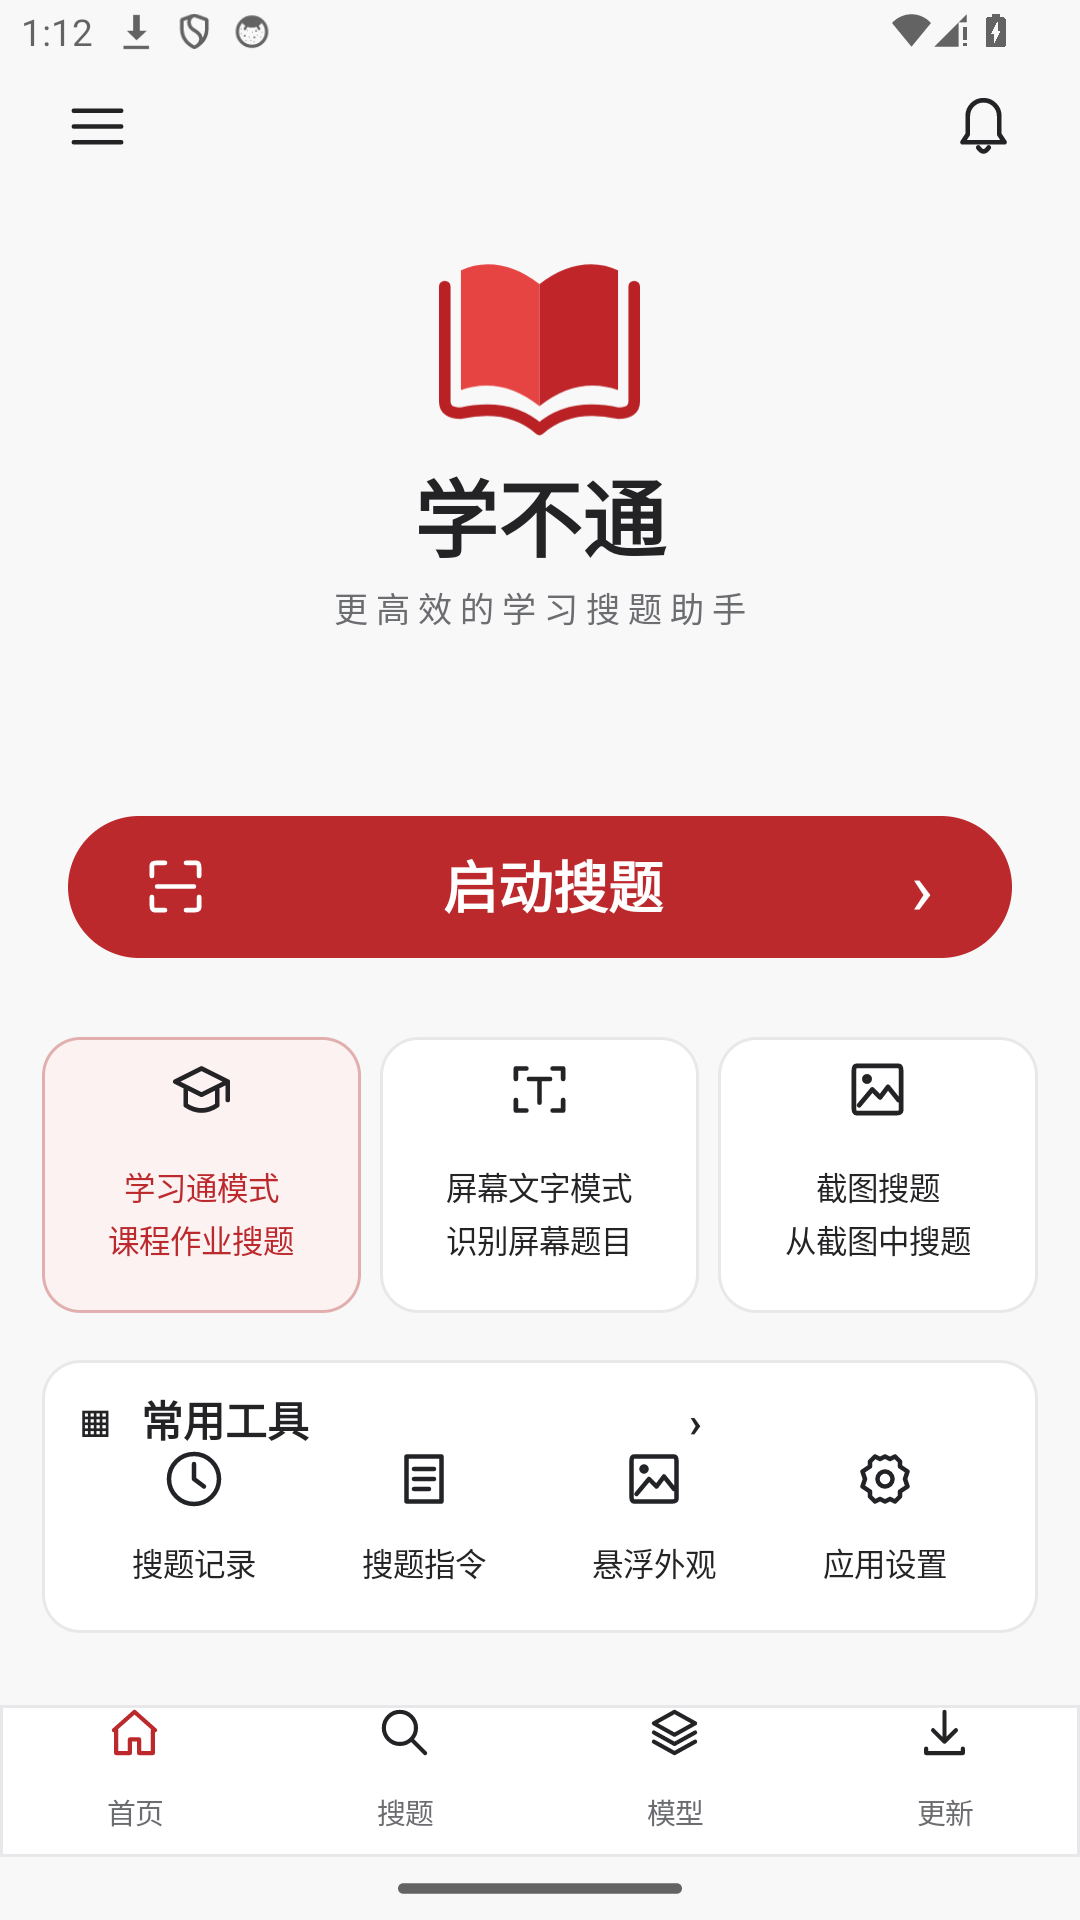 1:12
学不通
更高效的学习搜题助手
启动搜题
学习通模式
课程作业搜题
屏幕文字模式
识别屏幕题目
截图搜题
从截图中搜题
常用工具
搜题记录
搜题指令
悬浮外观
应用设置
首页
搜题
模型
更新